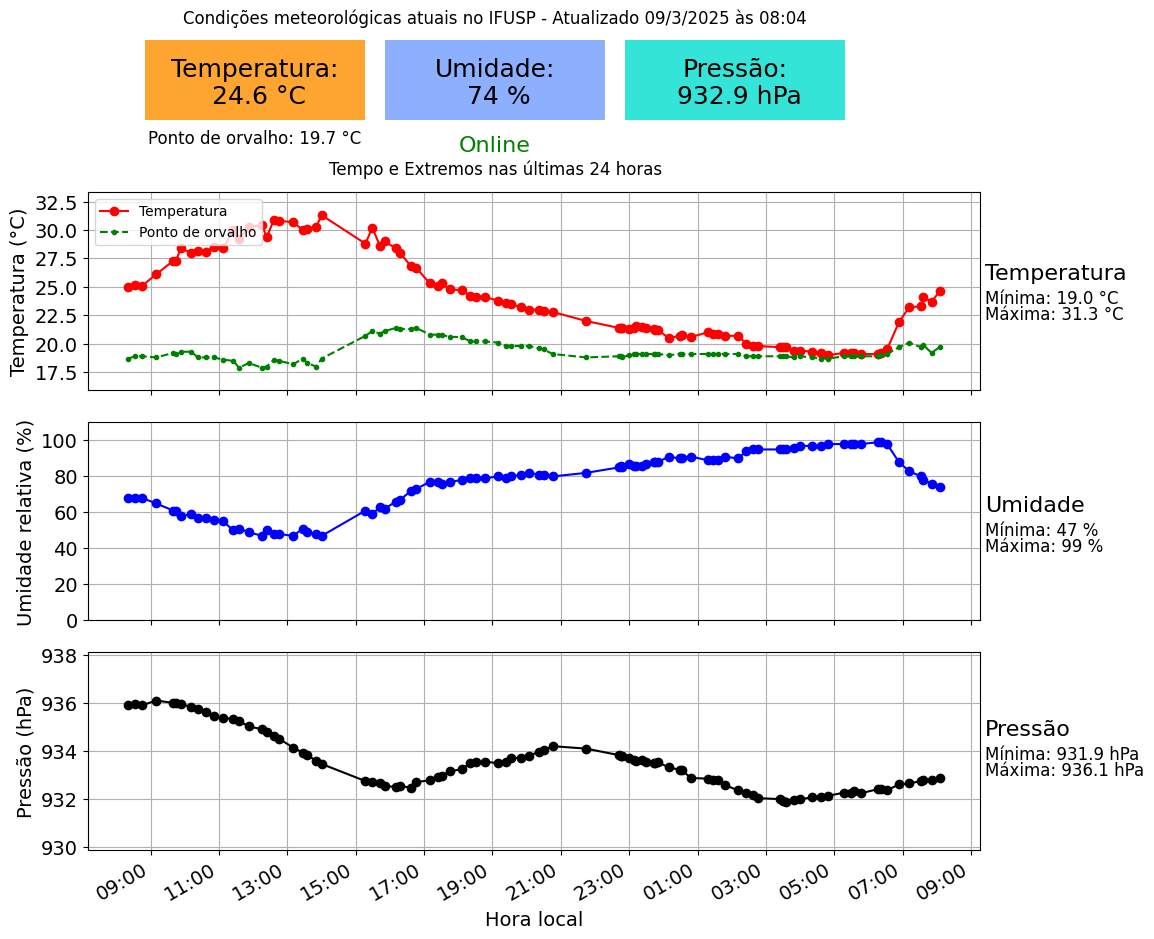 Condições meteorológicas atuais no IFUSP - Atualizado 09/3/2025 às 08:04
Temperatura:
24.6 °C
Umidade:
74 %
Pressão:
932.9 hPa
Ponto de orvalho: 19.7 °C
Online
Tempo e Extremos nas últimas 24 horas
Temperatura (°C)
32.5
30.0
27.5
25.0
22.5
20.0
17.5
Temperatura
Ponto de orvalho
Temperatura
Mínima: 19.0 °C
Máxima: 31.3 °C
Umidade relativa (%)
100
80
60
40
20
0
Umidade
Mínima: 47 %
Máxima: 99 %
Pressão (hPa)
938
936
934
932
930
Pressão
Mínima: 931.9 hPa
Máxima: 936.1 hPa
09:00
11:00
13:00
15:00
17:00
19:00
21:00
23:00
01:00
03:00
05:00
07:00
09:00
Hora local